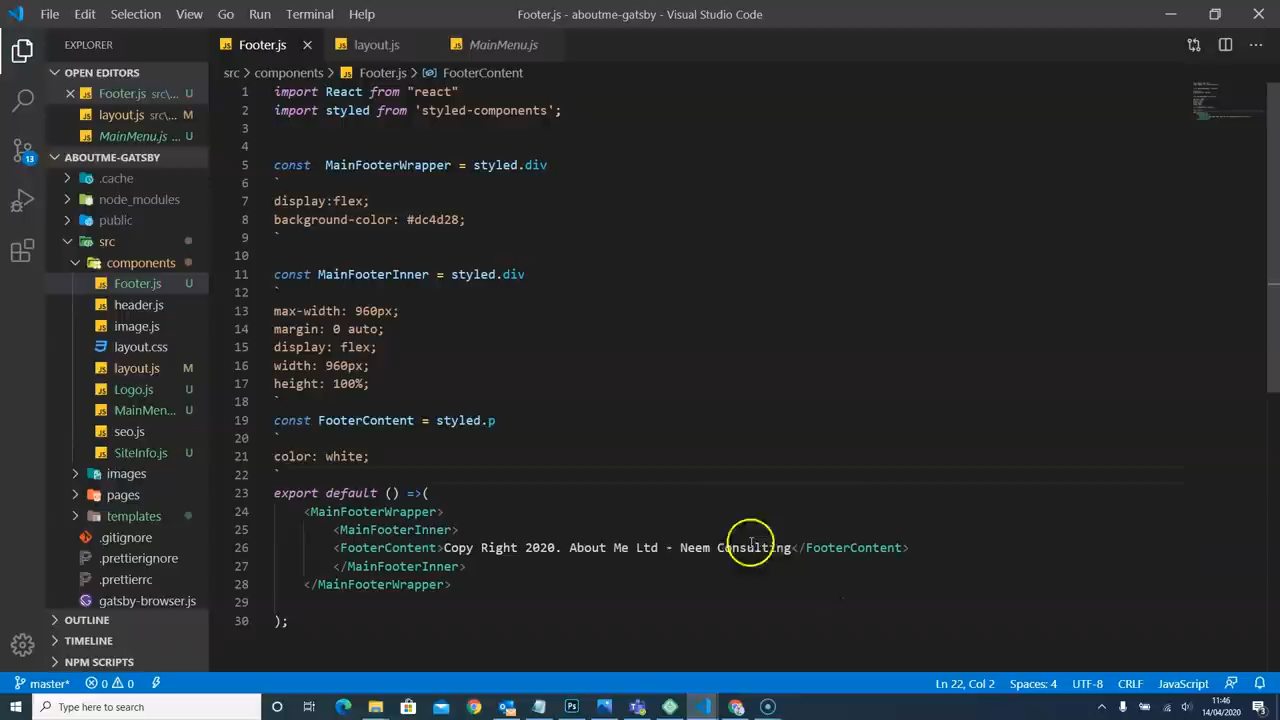 File Edit Selection View Go Run Terminal Help Footer.js - aboutme-gatsby - Visual Studio Code
EXPLORER Footer.js layout.js MainMenu.js
OPEN EDITORS
Footer.js src\... U
layout.js src\... M
MainMenu.js ... U
ABOUTME-GATSBY
.cache
node_modules
public
src
components
Footer.js U
header.js
image.js
layout.css
layout.js M
Logo.js U
MainMen... U
seo.js
SiteInfo.js U
images
pages
templates
.gitignore
.prettierignore
.prettierrc
gatsby-browser.js
OUTLINE
TIMELINE
NPM SCRIPTS
13
src > components > Footer.js > FooterContent
1 import React from "react"
2 import styled from 'styled-components';
3
4
5 const  MainFooterWrapper = styled.div
6 `
7 display:flex;
8 background-color: #dc4d28;
9 `
10
11 const MainFooterInner = styled.div
12 `
13 max-width: 960px;
14 margin: 0 auto;
15 display: flex;
16 width: 960px;
17 height: 100%;
18 `
19 const FooterContent = styled.p
20 `
21 color: white;
22 `
23 export default () =>(
24 <MainFooterWrapper>
25 <MainFooterInner>
26 <FooterContent>Copy Right 2020. About Me Ltd - Neem Consulting</FooterContent>
27 </MainFooterInner>
28 </MainFooterWrapper>
29
30 );
master* 0 0 Ln 22, Col 2 Spaces: 4 UTF-8 CRLF JavaScript
Type here to search 11:46
14/04/2020